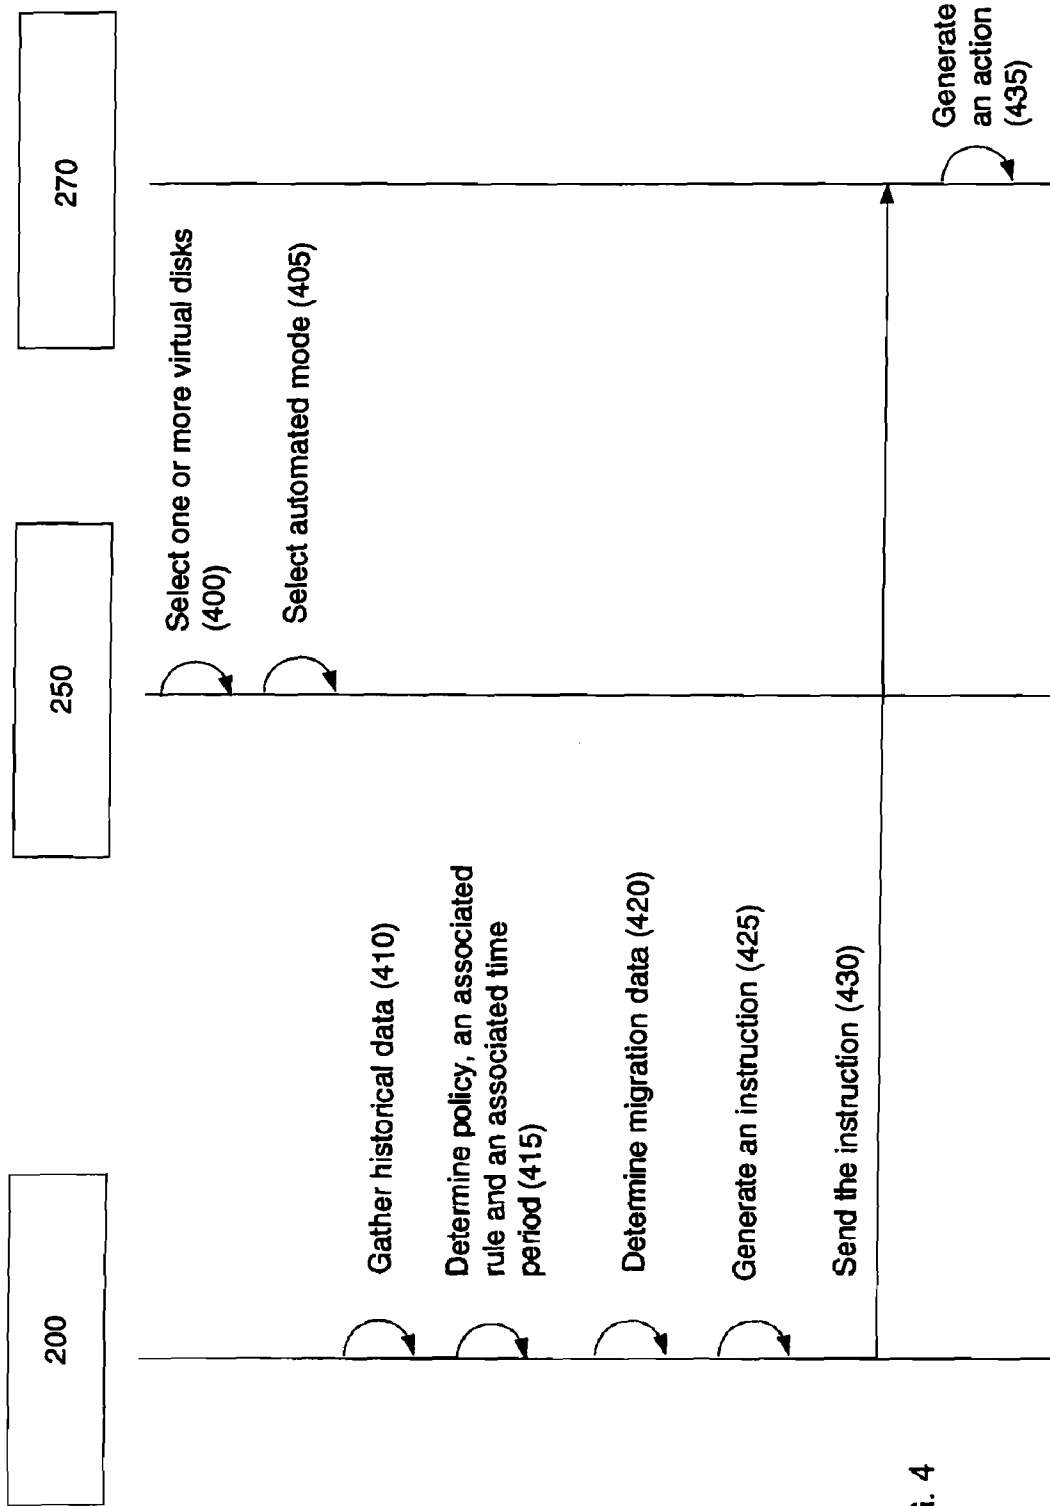 200
250
270
Select one or more virtual disks
(400)
Select automated mode (405)
Gather historical data (410)
Determine policy, an associated
rule and an associated time
period (415)
Determine migration data (420)
Generate an instruction (425)
Send the instruction (430)
Generate
an action
(435)
4